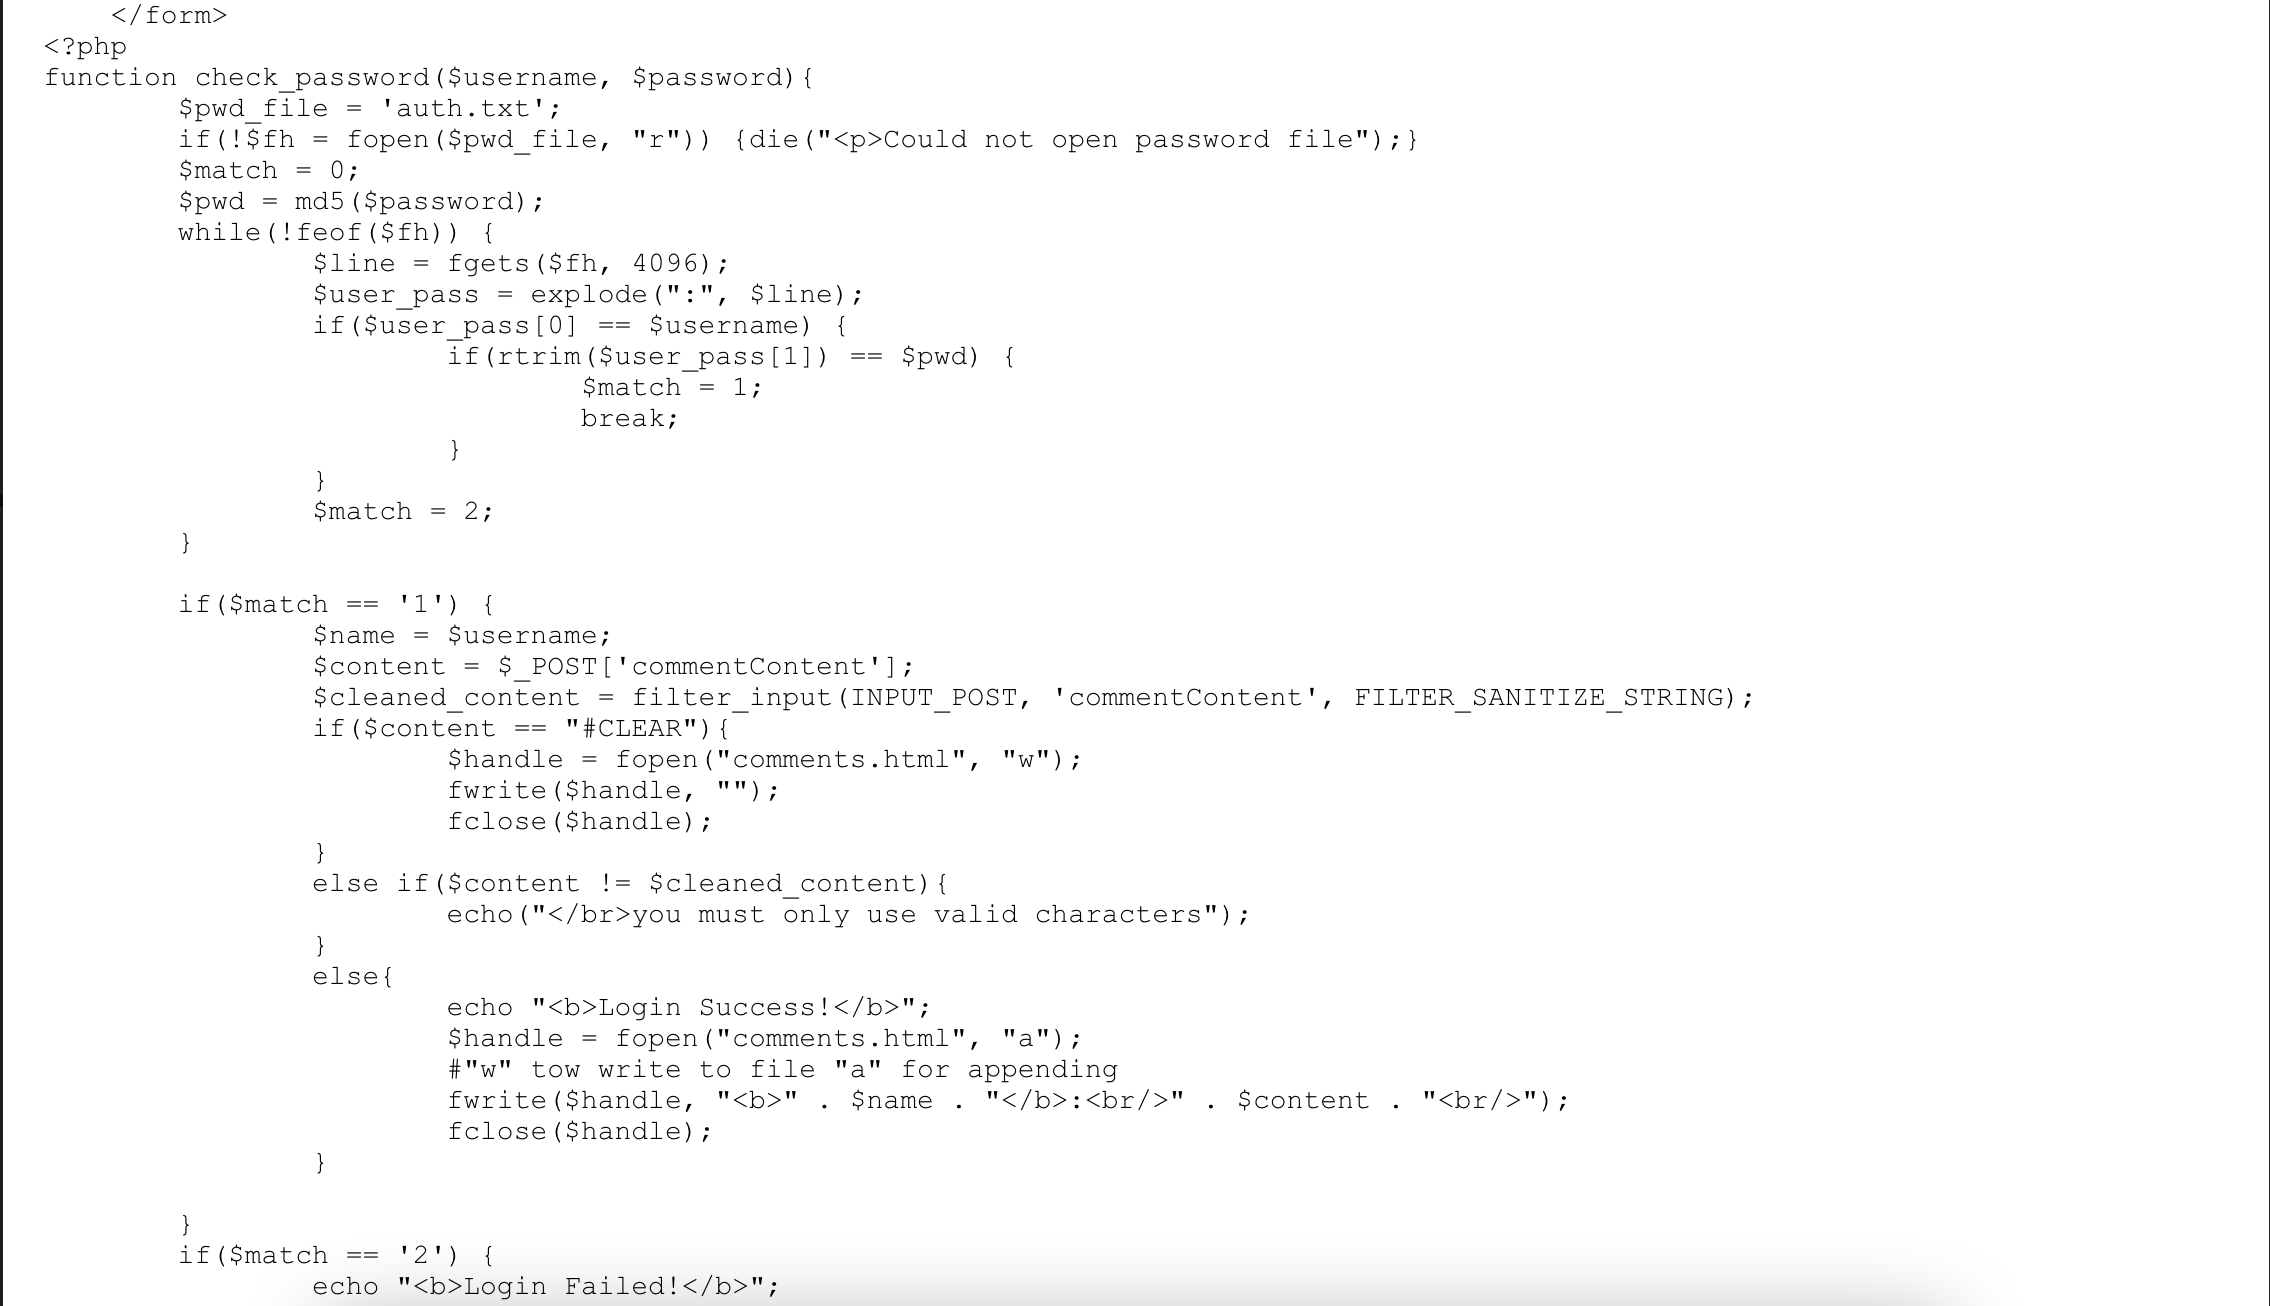 </form>
<?php
function check_password($username, $password){
        $pwd_file = 'auth.txt';
        if(!$fh = fopen($pwd_file, "r")) {die("<p>Could not open password file");}
        $match = 0;
        $pwd = md5($password);
        while(!feof($fh)) {
                $line = fgets($fh, 4096);
                $user_pass = explode(":", $line);
                if($user_pass[0] == $username) {
                        if(rtrim($user_pass[1]) == $pwd) {
                                $match = 1;
                                break;
                        }
                }
                $match = 2;
        }

        if($match == '1') {
                $name = $username;
                $content = $_POST['commentContent'];
                $cleaned_content = filter_input(INPUT_POST, 'commentContent', FILTER_SANITIZE_STRING);
                if($content == "#CLEAR"){
                        $handle = fopen("comments.html", "w");
                        fwrite($handle, "");
                        fclose($handle);
                }
                else if($content != $cleaned_content){
                        echo("</br>you must only use valid characters");
                }
                else{
                        echo "<b>Login Success!</b>";
                        $handle = fopen("comments.html", "a");
                        #"w" tow write to file "a" for appending
                        fwrite($handle, "<b>" . $name . "</b>:<br/>" . $content . "<br/>");
                        fclose($handle);
                }

        }
        if($match == '2') {
                echo "<b>Login Failed!</b>";